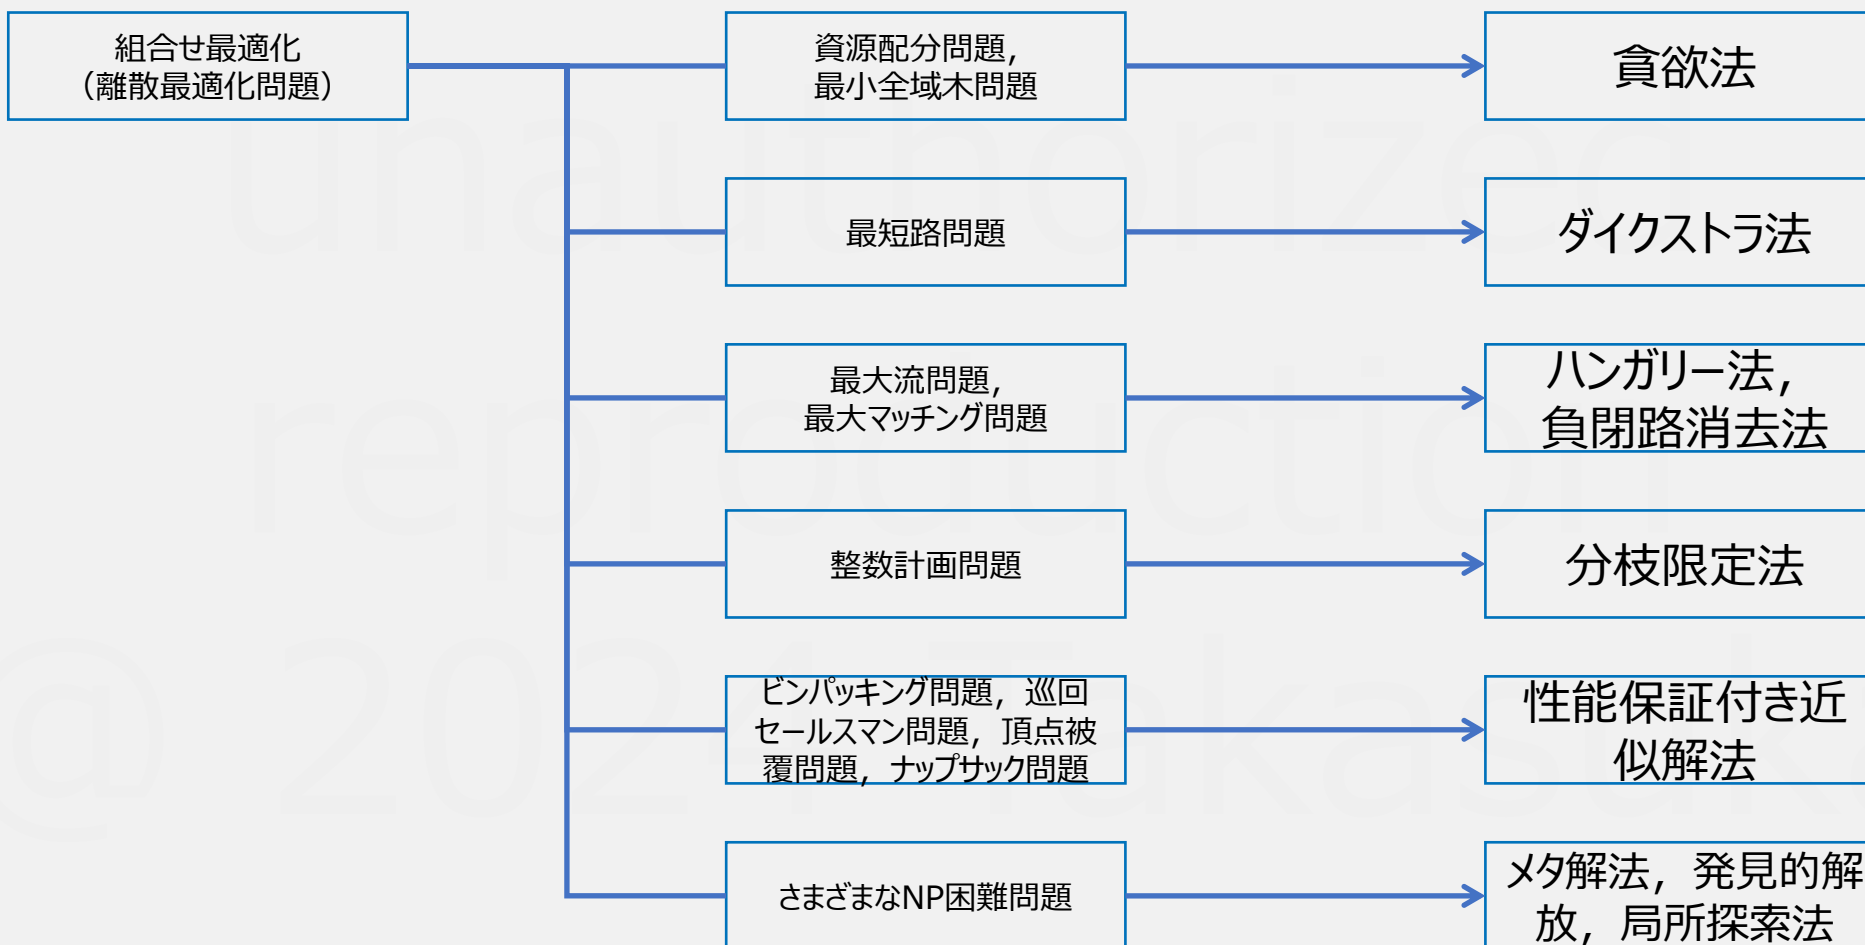 組合せ最適化
（離散最適化問題）
資源配分問題，
最小全域木問題
貪欲法
最短路問題
ダイクストラ法
最大流問題，
最大マッチング問題
ハンガリー法，
負閉路消去法
整数計画問題
分枝限定法
ビンパッキング問題，巡回
セールスマン問題，頂点被
覆問題，ナップサック問題
性能保証付き近
似解法
さまざまなNP困難問題
メタ解法，発見的解
放，局所探索法
unauthorized
reproduction
@ 2024 Takasuka